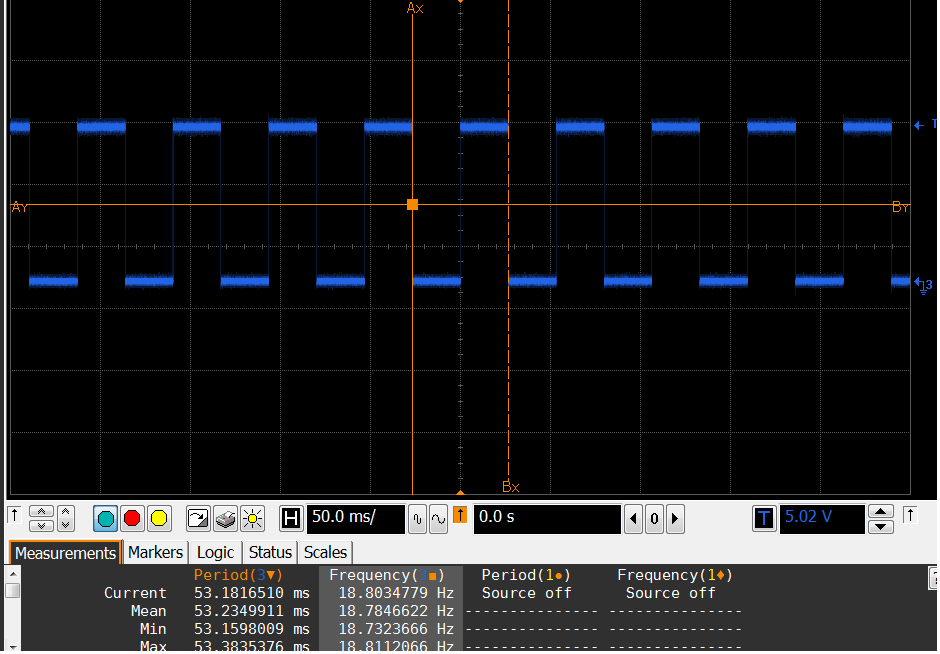 Ax
T
AY
BY
3
Bx
H
50.0 ms/
0.0 s
0
T
5.02 V
Measurements
Markers
Logic
Status
Scales
Period(3▼)
Frequency(3■)
Period(1●)
Frequency(1♦)
Current
53.1816510 ms
18.8034779 Hz
Source off
Source off
Mean
53.2349911 ms
18.7846622 Hz
---------------
---------------
Min
53.1598009 ms
18.7323666 Hz
---------------
---------------
Max
53.3835376 ms
18.8112066 Hz
---------------
---------------